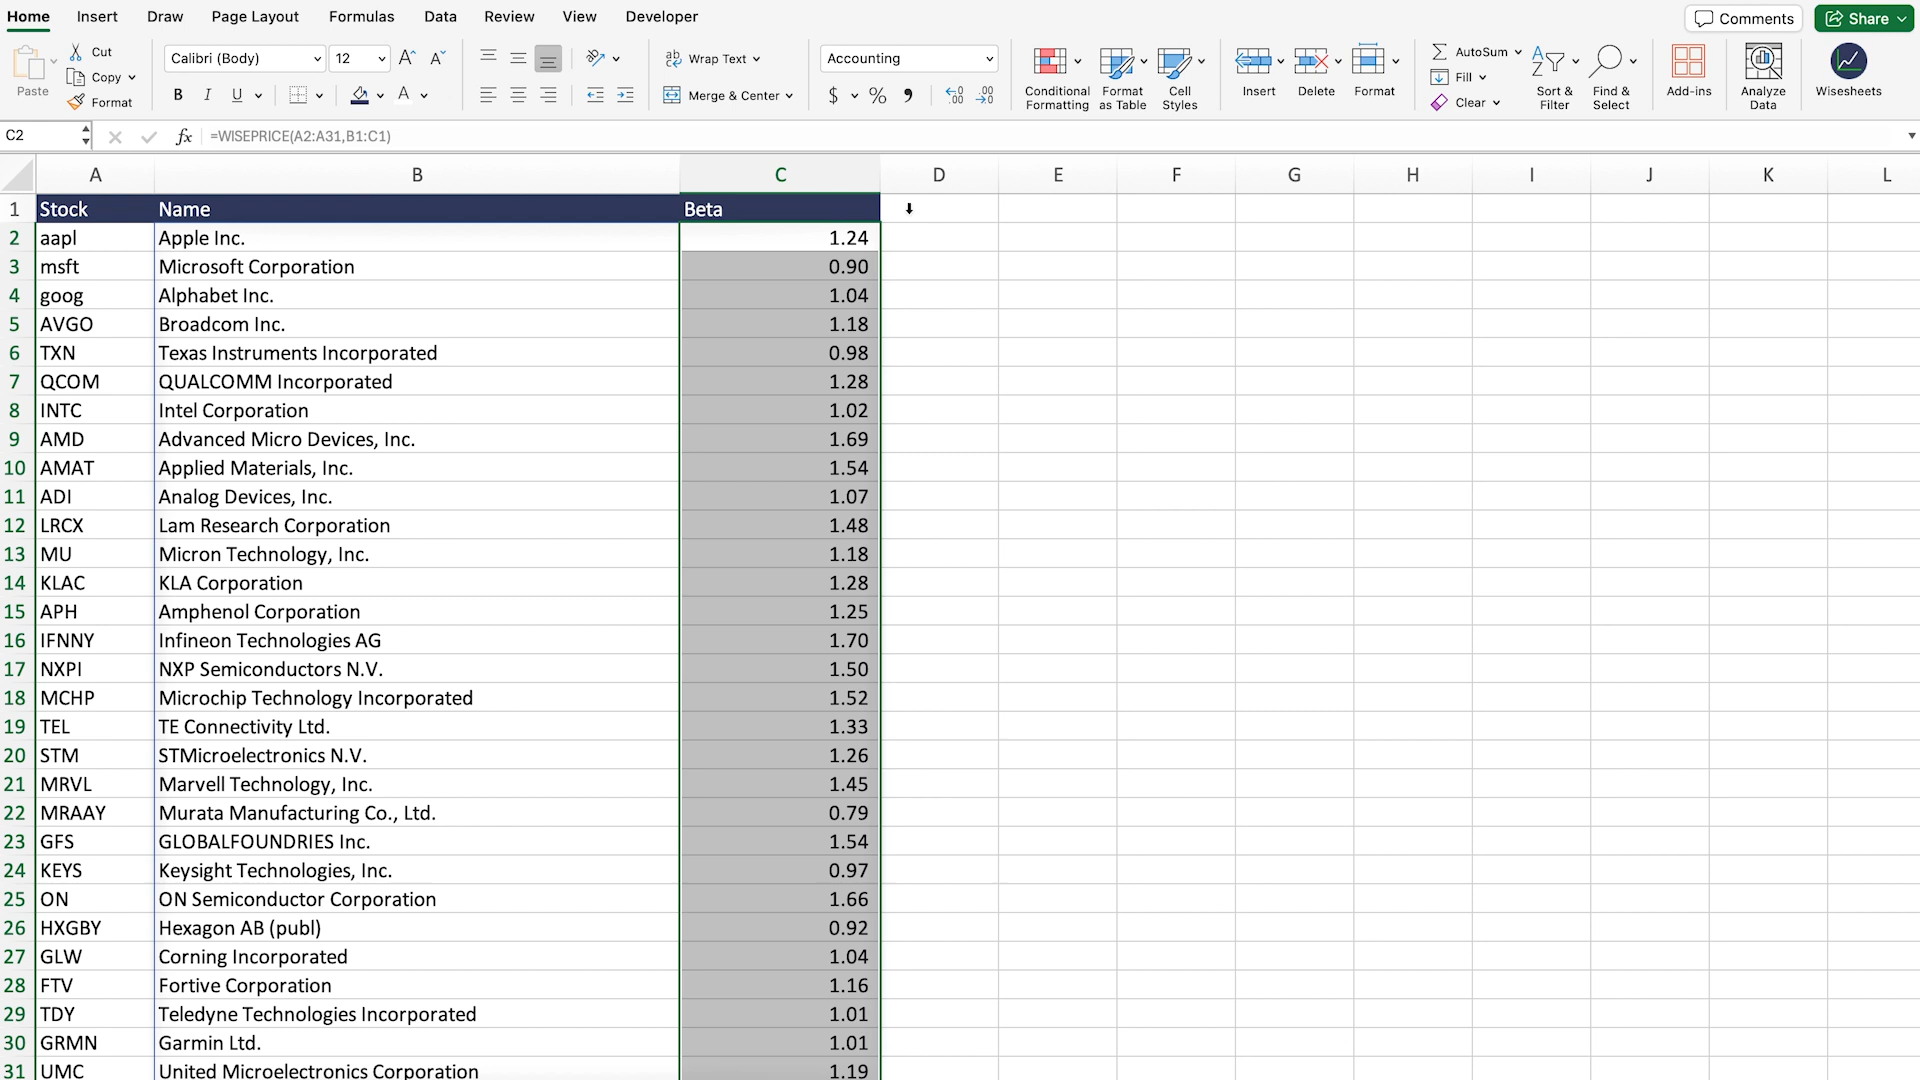 Home Insert Draw Page Layout Formulas Data Review View Developer Comments Share
Cut
Calibri (Body) 12 A^ Aˇ ab Wrap Text Accounting AutoSum A Z
Paste Copy Fill
Format B I U A Merge & Center $ % 9 Conditional Formatting Format as Table Cell Styles Insert Delete Format Clear Sort & Filter Find & Select Add-ins Analyze Data Wisesheets
C2 fx =WISEPRICE(A2:A31,B1:C1)
A B C D E F G H I J K L
1 Stock Name Beta
2 aapl Apple Inc. 1.24
3 msft Microsoft Corporation 0.90
4 goog Alphabet Inc. 1.04
5 AVGO Broadcom Inc. 1.18
6 TXN Texas Instruments Incorporated 0.98
7 QCOM QUALCOMM Incorporated 1.28
8 INTC Intel Corporation 1.02
9 AMD Advanced Micro Devices, Inc. 1.69
10 AMAT Applied Materials, Inc. 1.54
11 ADI Analog Devices, Inc. 1.07
12 LRCX Lam Research Corporation 1.48
13 MU Micron Technology, Inc. 1.18
14 KLAC KLA Corporation 1.28
15 APH Amphenol Corporation 1.25
16 IFNNY Infineon Technologies AG 1.70
17 NXPI NXP Semiconductors N.V. 1.50
18 MCHP Microchip Technology Incorporated 1.52
19 TEL TE Connectivity Ltd. 1.33
20 STM STMicroelectronics N.V. 1.26
21 MRVL Marvell Technology, Inc. 1.45
22 MRAAY Murata Manufacturing Co., Ltd. 0.79
23 GFS GLOBALFOUNDRIES Inc. 1.54
24 KEYS Keysight Technologies, Inc. 0.97
25 ON ON Semiconductor Corporation 1.66
26 HXGBY Hexagon AB (publ) 0.92
27 GLW Corning Incorporated 1.04
28 FTV Fortive Corporation 1.16
29 TDY Teledyne Technologies Incorporated 1.01
30 GRMN Garmin Ltd. 1.01
31 UMC United Microelectronics Corporation 1.19